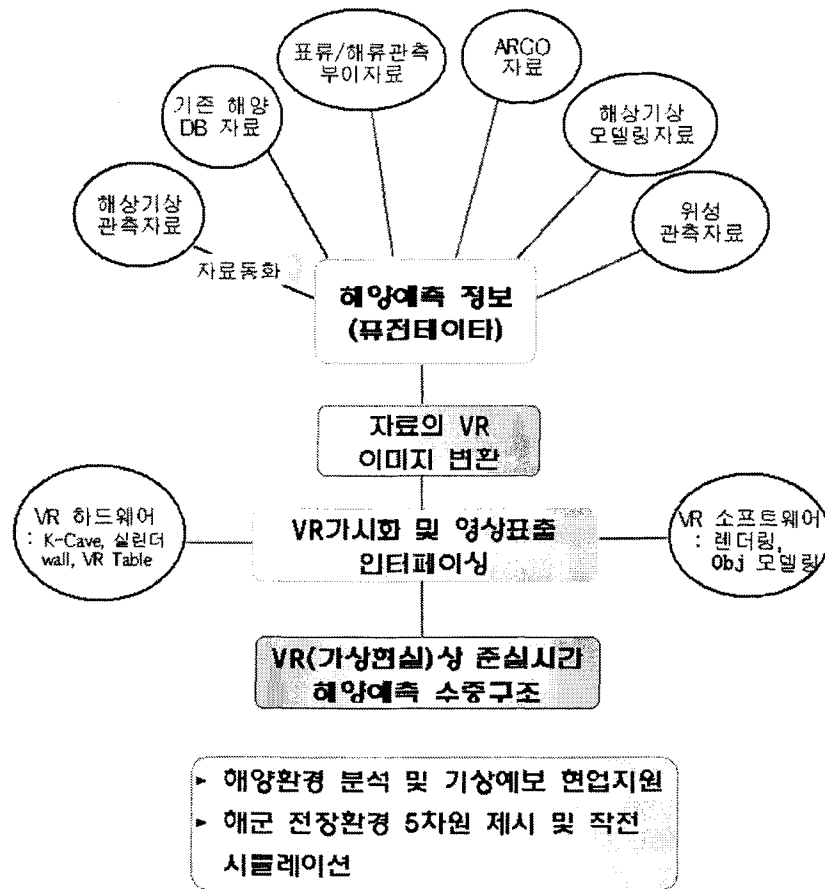 표류/해류관측
부이자료
ARGO
자료
기존 해양
DB 자료
해상기상
모델링자료
해상기상
관측자료
위성
관측자료
자료동화
해양예측 정보
(퓨전데이타)
자료의 VR
이미지 변환
VR 하드웨어
: K-Cave, 실린더
wall, VR Table
VR가시화 및 영상표출
인터페이싱
VR 소프트웨어
: 렌더링,
Obj 모델링
VR(가상현실)상 준실시간
해양예측 수중구조
► 해양환경 분석 및 기상예보 현업지원
► 해군 전장환경 5차원 제시 및 작전
시뮬레이션